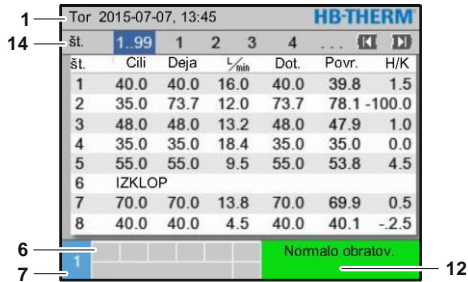 1 Tor 2015-07-07, 13:45 HB-THERM
14 št. 1..99 1 2 3 4 ...
št. Cilj Deja L/min Dot. Povr. H/K
1 40.0 40.0 16.0 40.0 39.8 1.5
2 35.0 73.7 12.0 73.7 78.1 -100.0
3 48.0 48.0 13.2 48.0 47.9 1.0
4 35.0 35.0 18.4 35.0 35.0 0.0
5 55.0 55.0 9.5 55.0 53.8 4.5
6 IZKLOP
7 70.0 70.0 13.8 70.0 69.9 0.5
8 40.0 40.0 4.5 40.0 40.1 -.2.5
6 Normalo obratov.
7 1 12